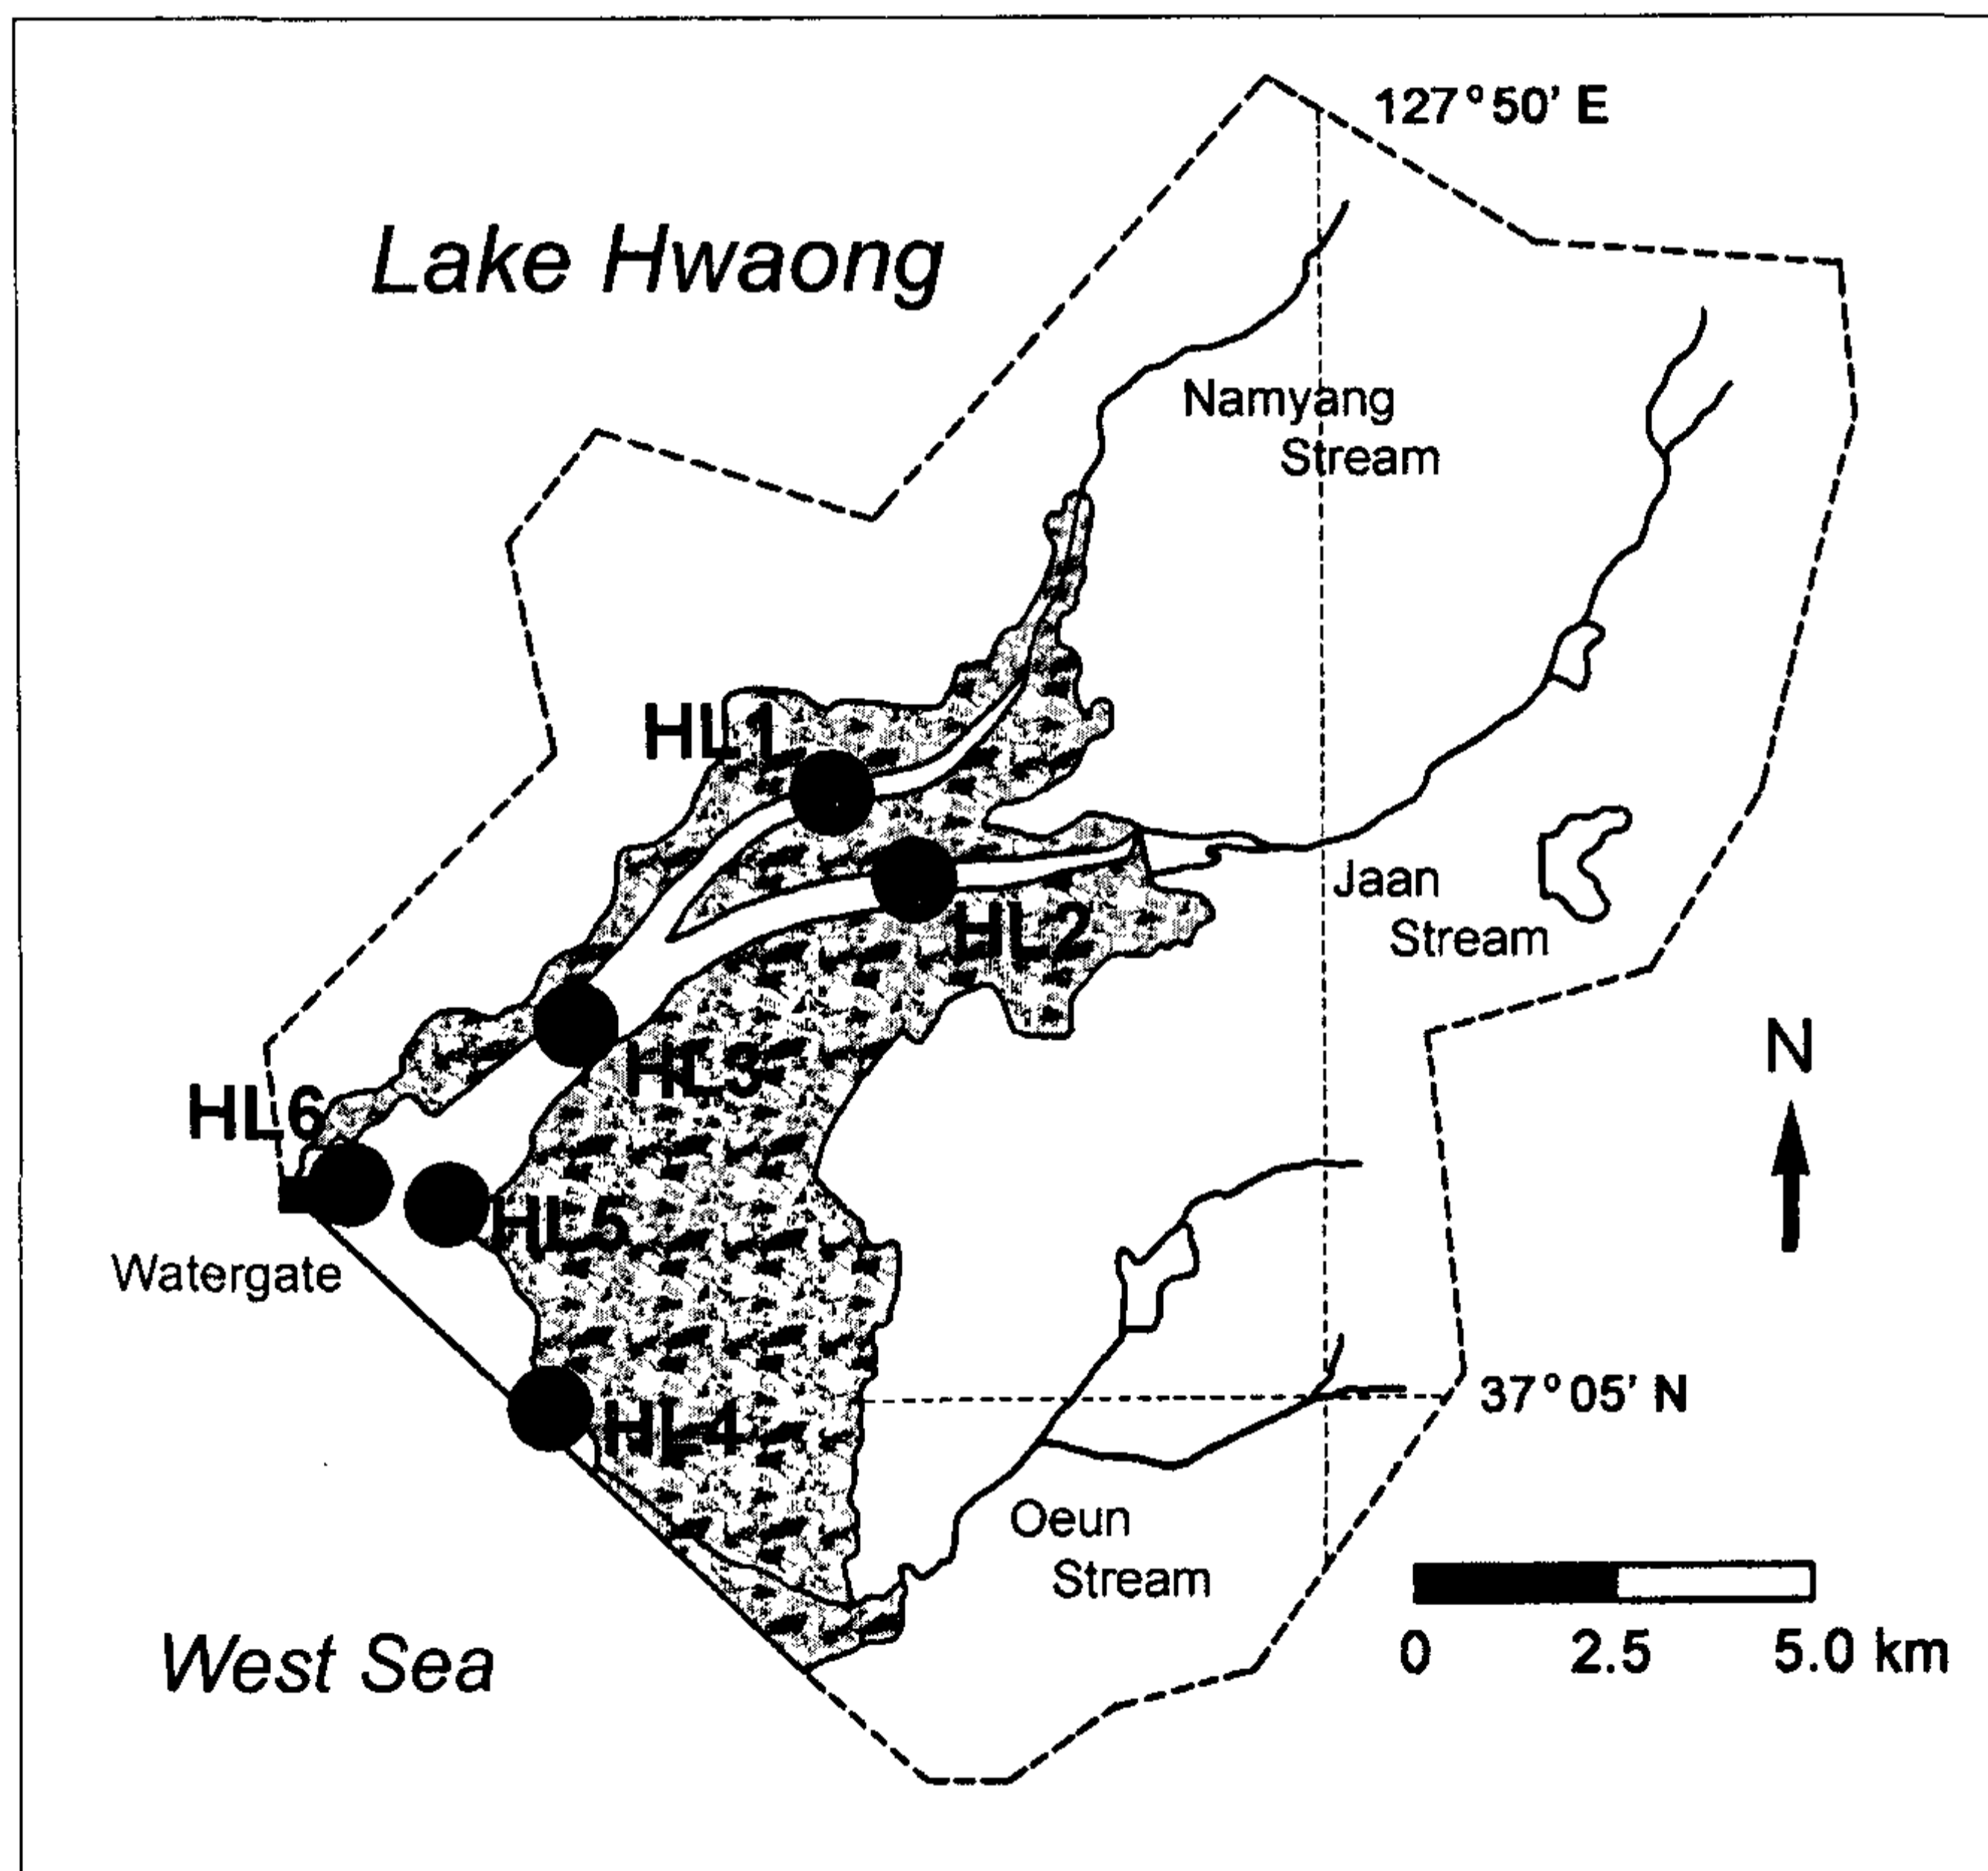 127°50' E
Lake Hwaong
Namyang
Stream
HL1
Jaan
Stream
HL2
N
HL3
HL6
HL5
Watergate
37°05' N
HL4
Oeun
Stream
West Sea
0 2.5 5.0 km